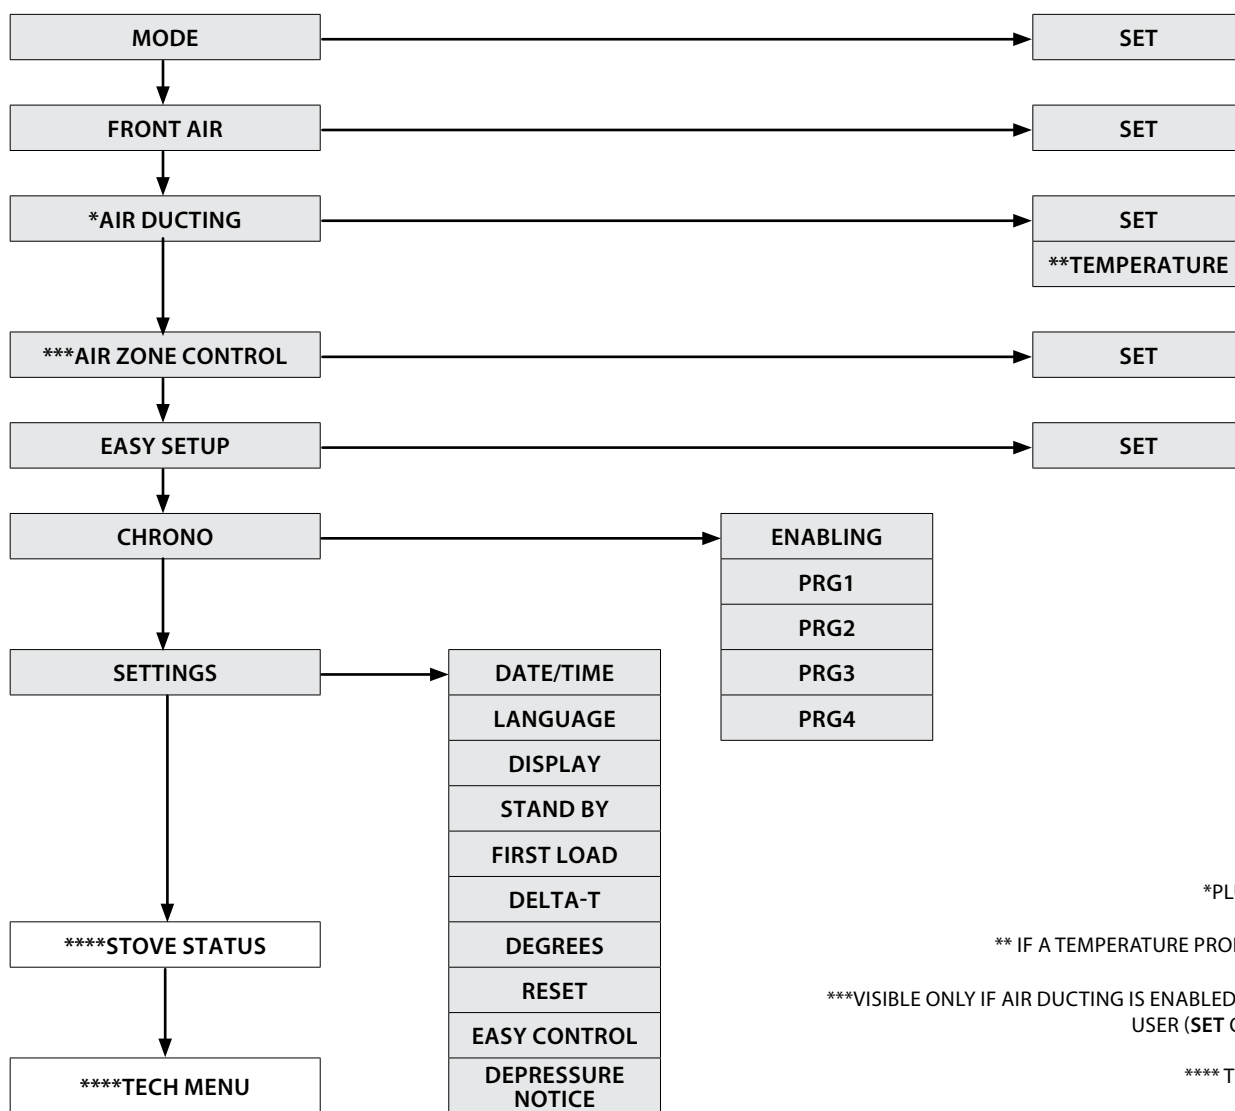 MODE
SET
FRONT AIR
SET
*AIR DUCTING
SET
**TEMPERATURE
***AIR ZONE CONTROL
SET
EASY SETUP
SET
CHRONO
ENABLING
PRG1
PRG2
PRG3
PRG4
SETTINGS
DATE/TIME
LANGUAGE
DISPLAY
STAND BY
FIRST LOAD
DELTA-T
DEGREES
RESET
EASY CONTROL
DEPRESSURE
NOTICE
****STOVE STATUS
****TECH MENU
** IF A TEMPERATURE
***VISIBLE ONLY IF AIR DUCTING IS ENABLED
USER (SET
****